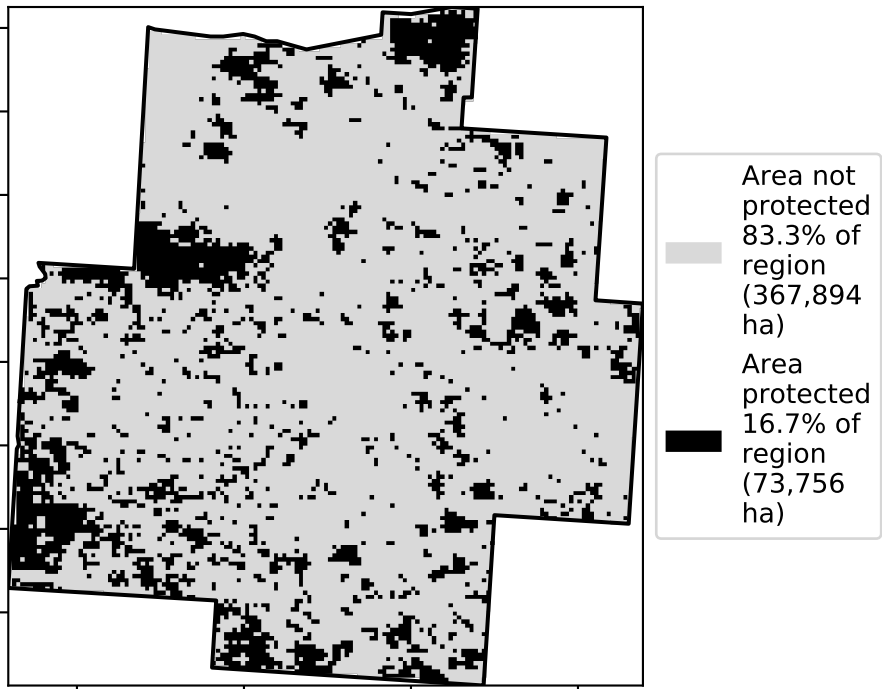 Area not
protected
83.3% of
region
(367,894
ha)
Area
protected
16.7% of
region
(73,756
ha)